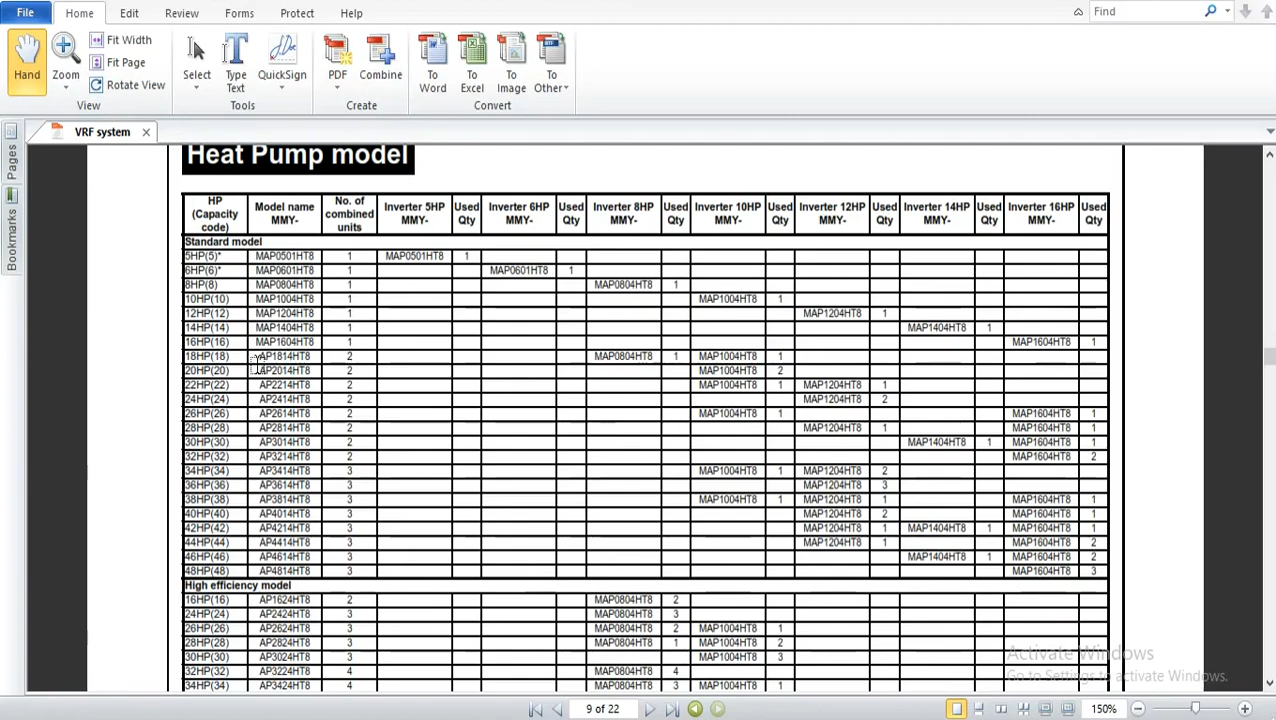 File Home Edit Review Forms Protect Help Find
Hand Zoom Fit Width Fit Page Rotate View Select Type Text QuickSign PDF Combine To Word To Excel To Image To Other
View Tools Create Convert
VRF system
Pages
Bookmarks
Heat Pump model
HP (Capacity code) Model name MMY- No. of combined units Inverter 5HP MMY- Used Qty Inverter 6HP MMY- Used Qty Inverter 8HP MMY- Used Qty Inverter 10HP MMY- Used Qty Inverter 12HP MMY- Used Qty Inverter 14HP MMY- Used Qty Inverter 16HP MMY- Used Qty
Standard model
5HP(5)* MAP0501HT8 1 MAP0501HT8 1
6HP(6)* MAP0601HT8 1 MAP0601HT8 1
8HP(8) MAP0804HT8 1 MAP0804HT8 1
10HP(10) MAP1004HT8 1 MAP1004HT8 1
12HP(12) MAP1204HT8 1 MAP1204HT8 1
14HP(14) MAP1404HT8 1 MAP1404HT8 1
16HP(16) MAP1604HT8 1 MAP1604HT8 1
18HP(18) AP1814HT8 2 MAP0804HT8 1 MAP1004HT8 1
20HP(20) AP2014HT8 2 MAP1004HT8 2
22HP(22) AP2214HT8 2 MAP1004HT8 1 MAP1204HT8 1
24HP(24) AP2414HT8 2 MAP1204HT8 2
26HP(26) AP2614HT8 2 MAP1004HT8 1 MAP1604HT8 1
28HP(28) AP2814HT8 2 MAP1204HT8 1 MAP1604HT8 1
30HP(30) AP3014HT8 2 MAP1404HT8 1 MAP1604HT8 1
32HP(32) AP3214HT8 2 MAP1604HT8 2
34HP(34) AP3414HT8 3 MAP1004HT8 1 MAP1204HT8 2
36HP(36) AP3614HT8 3 MAP1204HT8 3
38HP(38) AP3814HT8 3 MAP1004HT8 1 MAP1204HT8 1 MAP1604HT8 1
40HP(40) AP4014HT8 3 MAP1204HT8 2 MAP1604HT8 1
42HP(42) AP4214HT8 3 MAP1204HT8 1 MAP1404HT8 1 MAP1604HT8 1
44HP(44) AP4414HT8 3 MAP1204HT8 1 MAP1604HT8 2
46HP(46) AP4614HT8 3 MAP1404HT8 1 MAP1604HT8 2
48HP(48) AP4814HT8 3 MAP1604HT8 3
High efficiency model
16HP(16) AP1624HT8 2 MAP0804HT8 2
24HP(24) AP2424HT8 3 MAP0804HT8 3
26HP(26) AP2624HT8 3 MAP0804HT8 2 MAP1004HT8 1
28HP(28) AP2824HT8 3 MAP0804HT8 1 MAP1004HT8 2
30HP(30) AP3024HT8 3 MAP1004HT8 3
32HP(32) AP3224HT8 4 MAP0804HT8 4
34HP(34) AP3424HT8 4 MAP0804HT8 3 MAP1004HT8 1
Activate Windows
Go to Settings to activate Windows.
9 of 22 150%